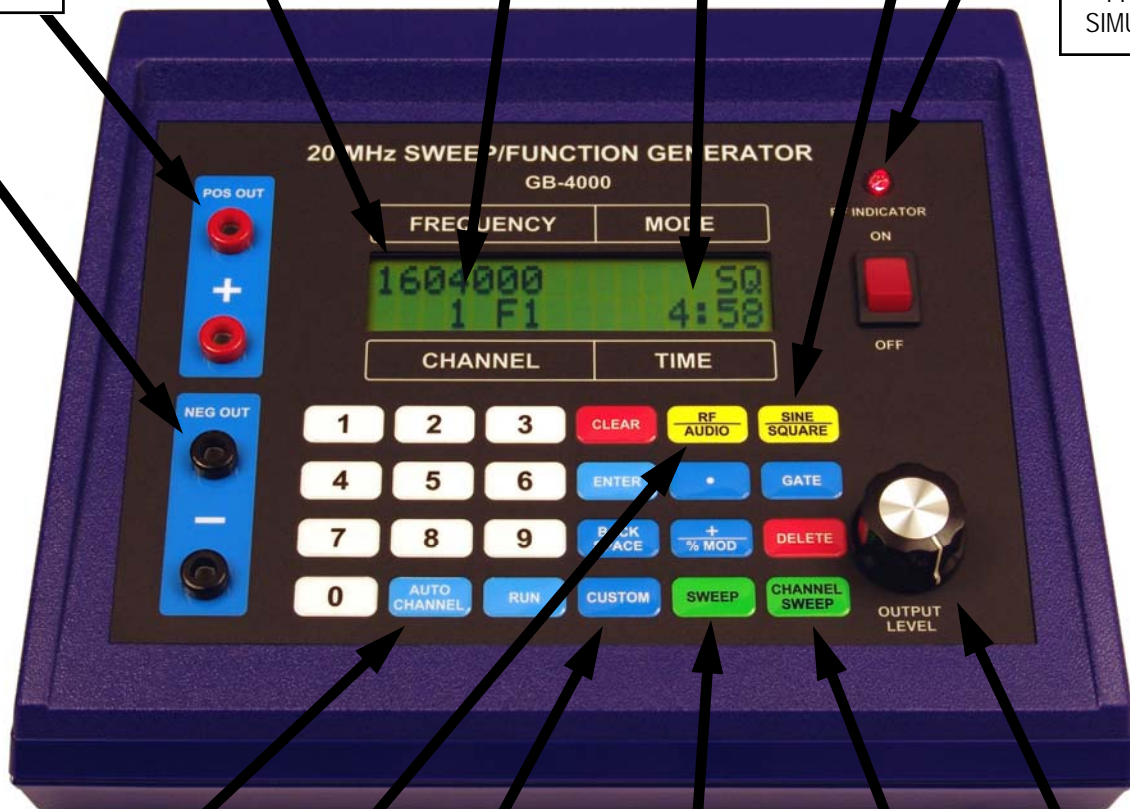 SIMU
20 MHz SWEEP/FUNCTION GENERATOR
GB-4000
POS OUT
FREQUENCY MODE
RF INDICATOR
ON
1604000 SQ
1 F1 4:58
+
OFF
CHANNEL TIME
NEG OUT
1 2 3 CLEAR RF/AUDIO SINE/SQUARE
4 5 6 ENTER • GATE
7 8 9 BACK SPACE +/% MOD DELETE
−
0 AUTO CHANNEL RUN CUSTOM SWEEP CHANNEL SWEEP
OUTPUT
LEVEL